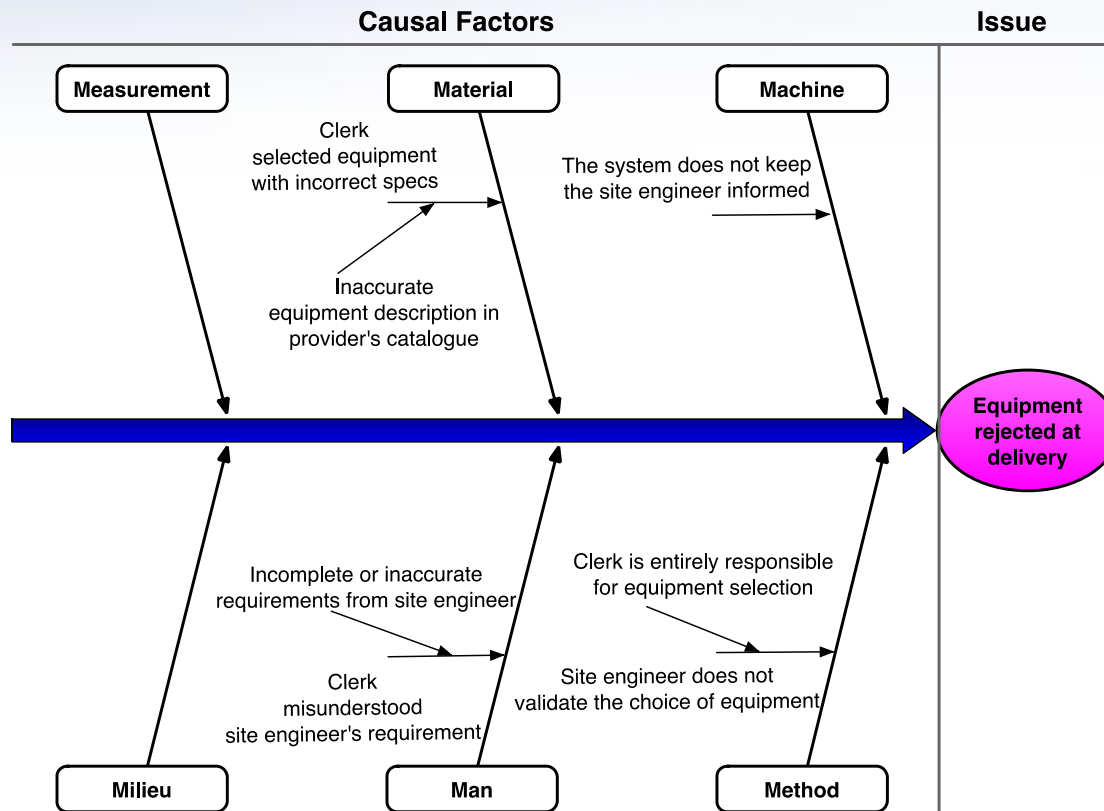 Causal Factors
Issue
Measurement
Material
Machine
Clerk
selected equipment
with incorrect specs
The system does not keep
the site engineer informed
Inaccurate
equipment description in
provider's catalogue
Equipment
rejected at
delivery
Incomplete or inaccurate
requirements from site engineer
Clerk is entirely responsible
for equipment selection
Clerk
misunderstood
site engineer's requirement
Site engineer does not
validate the choice of equipment
Milieu
Man
Method